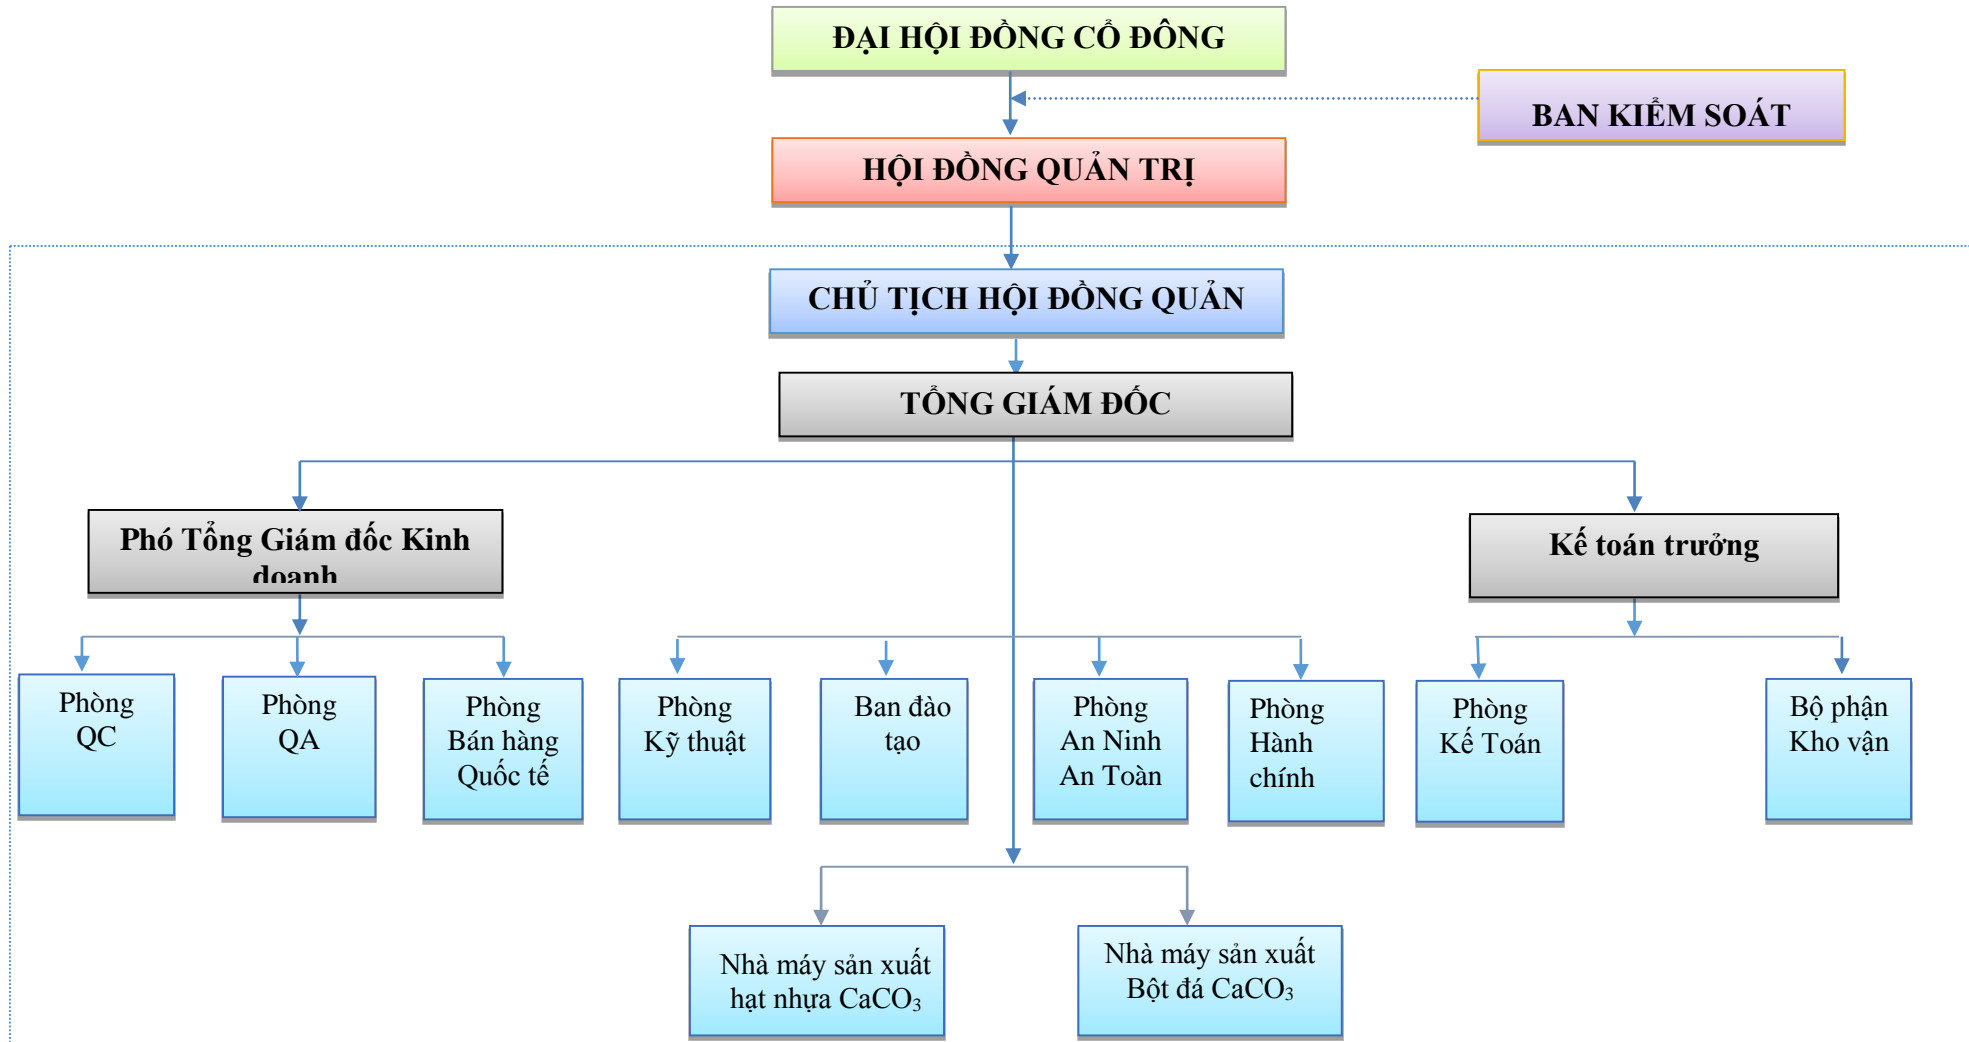 ĐẠI HỘI ĐỒNG CỔ ĐÔNG
BAN KIỂM SOÁT
HỘI ĐỒNG QUẢN TRỊ
CHỦ TỊCH HỘI ĐỒNG QUẢN
TỔNG GIÁM ĐỐC
Phó Tổng Giám đốc Kinh
doanh
Kế toán trưởng
Phòng
QC
Phòng
QA
Phòng
Bán hàng
Quốc tế
Phòng
Kỹ thuật
Ban đào
tạo
Phòng
An Ninh
An Toàn
Phòng
Hành
chính
Phòng
Kế Toán
Bộ phận
Kho vận
Nhà máy sản xuất
hạt nhựa CaCO₃
Nhà máy sản xuất
Bột đá CaCO₃